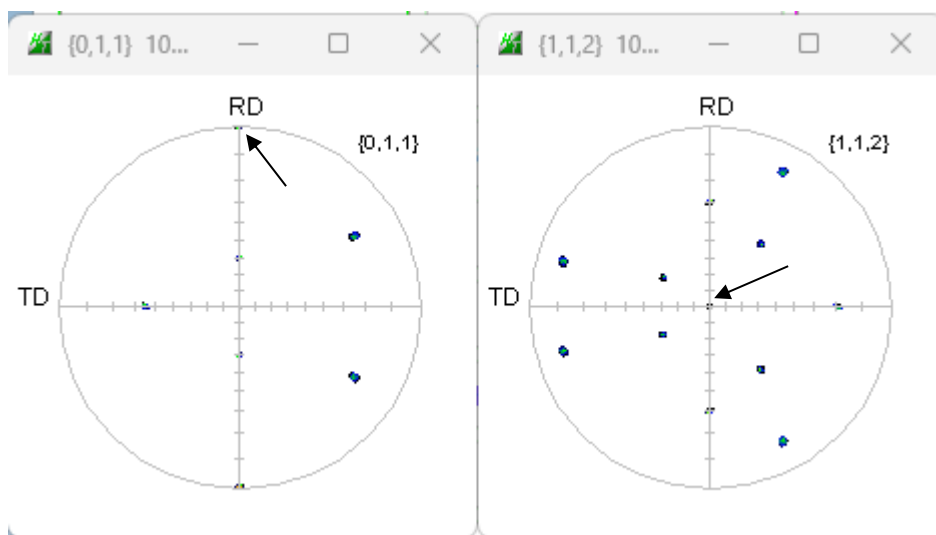 {0,1,1} 10...
RD
{0,1,1}
TD
{1,1,2} 10...
RD
{1,1,2}
TD